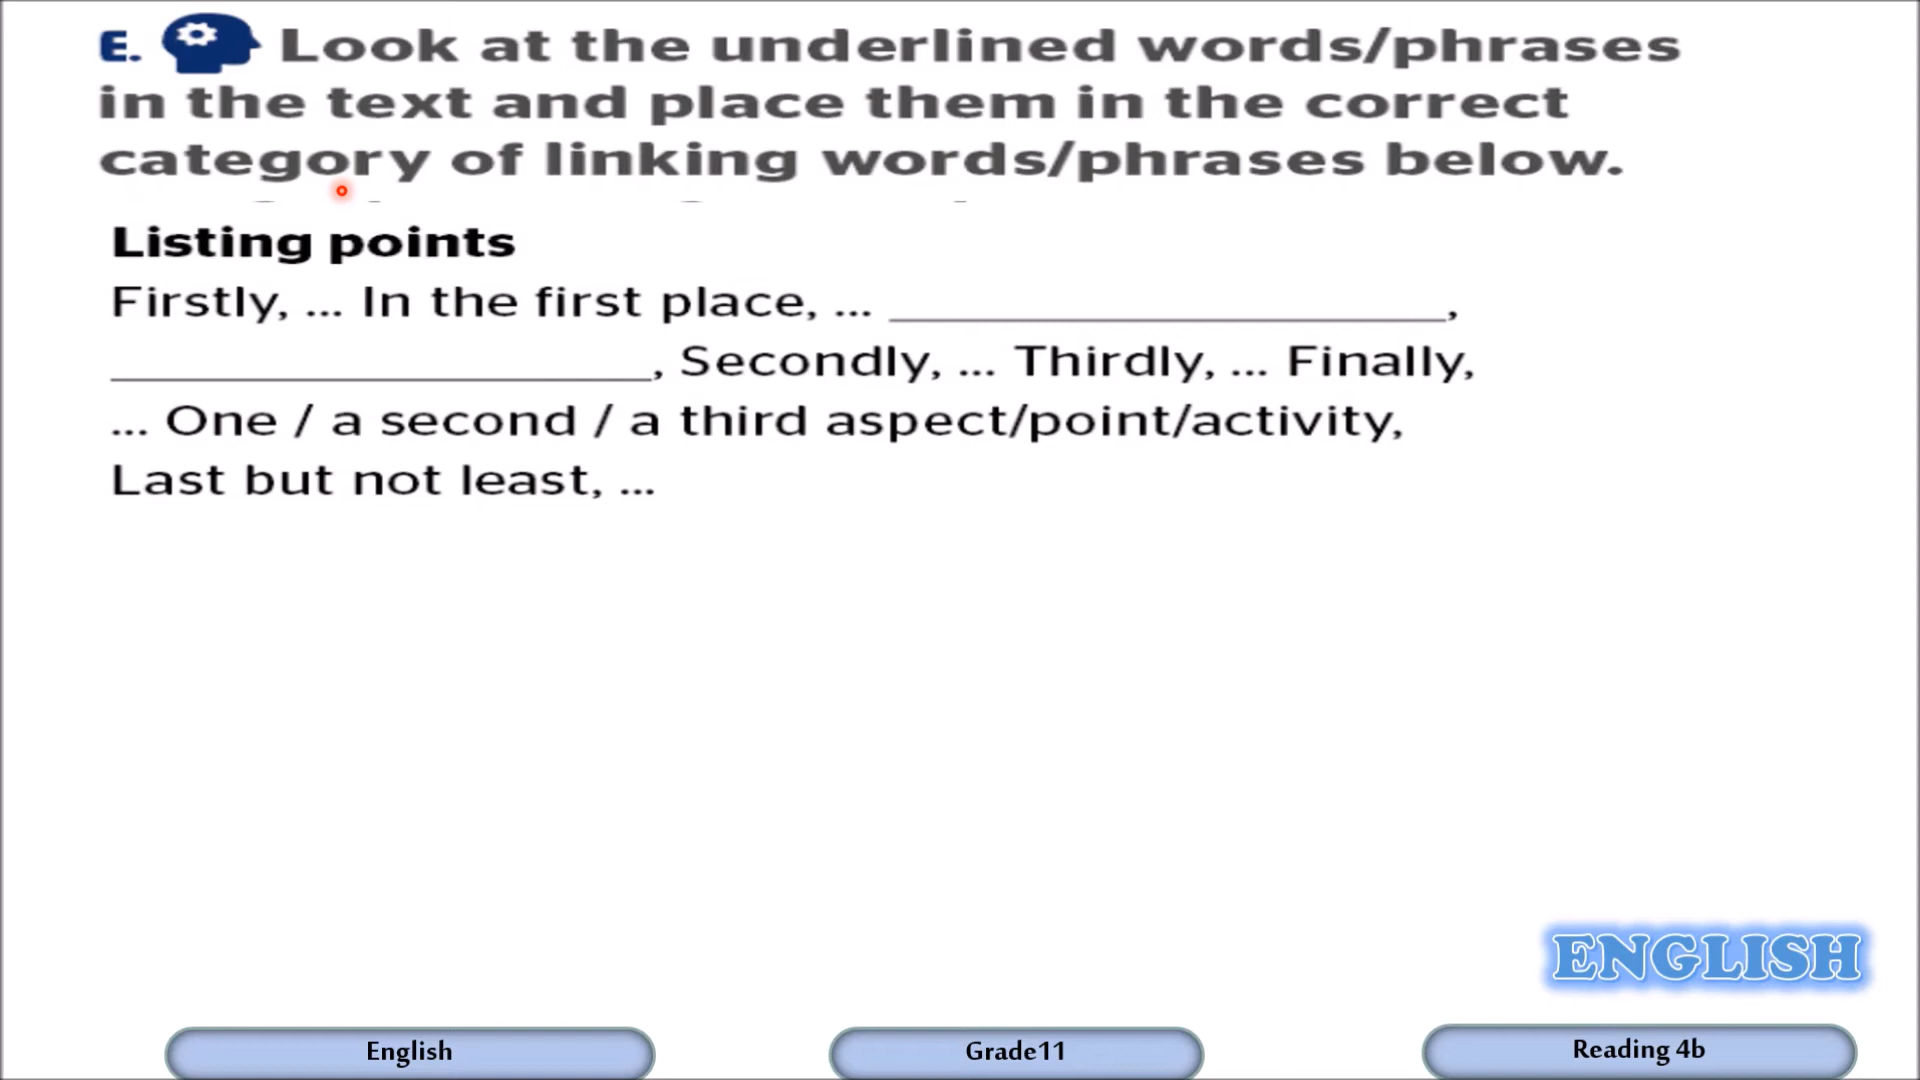 E. Look at the underlined words/phrases
in the text and place them in the correct
category of linking words/phrases below.
Listing points
Firstly, ... In the first place, ... ____________________,
____________________, Secondly, ... Thirdly, ... Finally,
... One / a second / a third aspect/point/activity,
Last but not least, ...
ENGLISH
English
Grade11
Reading 4b